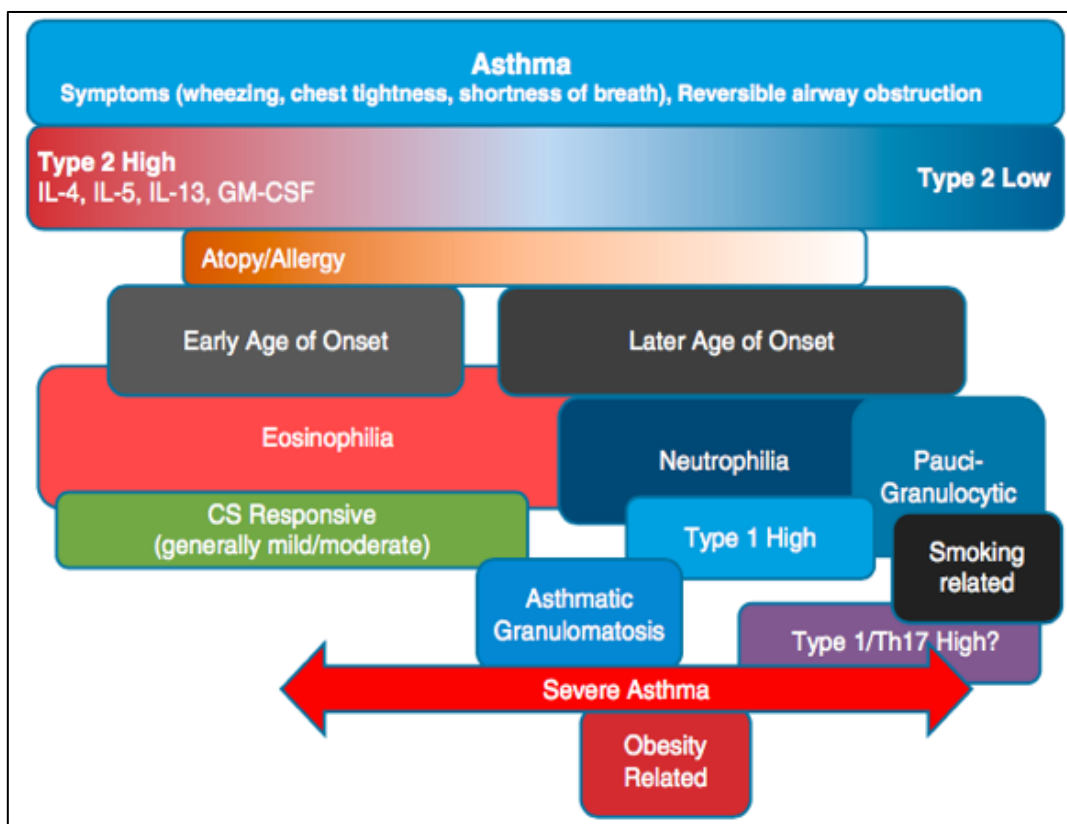 Asthma
Symptoms (wheezing, chest tightness, shortness of breath), Reversible airway obstruction
Type 2 High
IL-4, IL-5, IL-13, GM-CSF
Type 2 Low
Atopy/Allergy
Early Age of Onset
Later Age of Onset
Eosinophilia
Neutrophilia
Pauci-
Granulocytic
CS Responsive
(generally mild/moderate)
Type 1 High
Smoking
related
Asthmatic
Granulomatosis
Type 1/Th17 High?
Severe Asthma
Obesity
Related